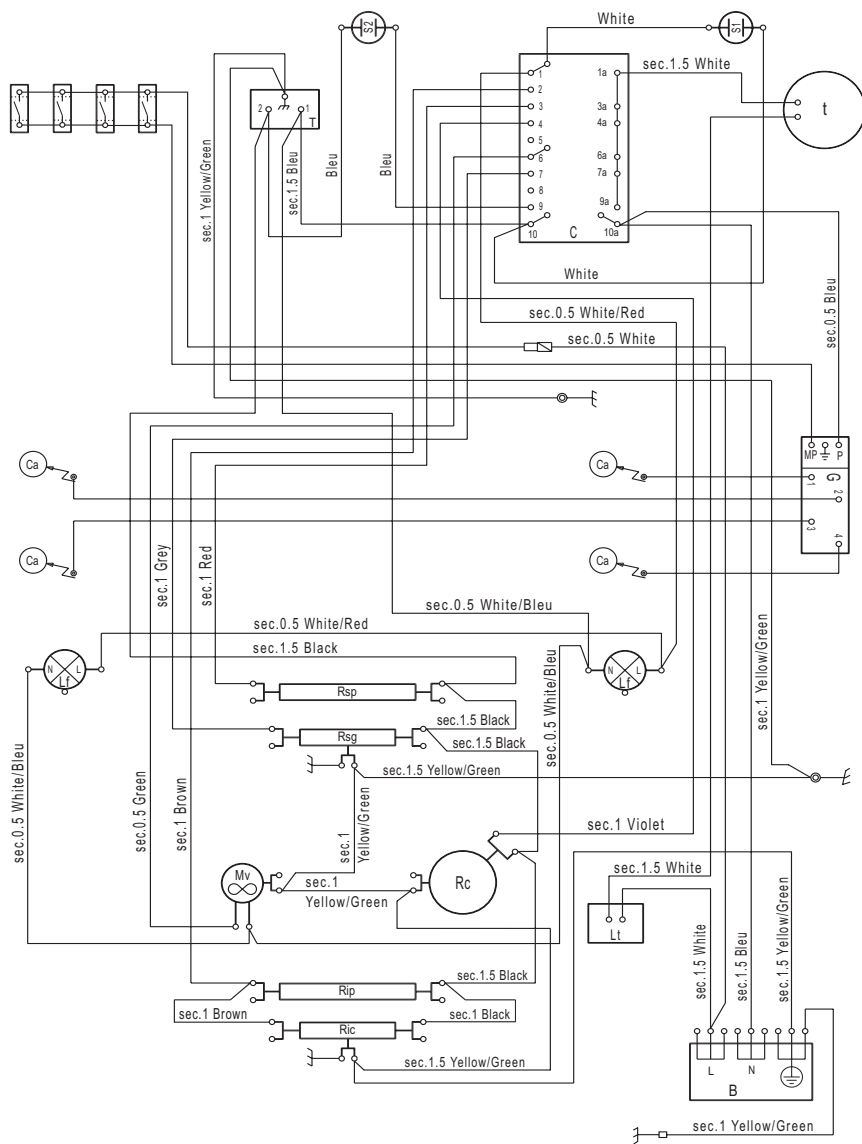 White
S2
S1
sec.1.5 White
1
1a
2
3
3a
4
4a
5
6
6a
7
7a
8
9
9a
10
10a
C
t
2
1
T
sec.1 Yellow/Green
sec.1.5 Bleu
Bleu
Bleu
White
sec.0.5 Bleu
sec.0.5 White/Red
sec.0.5 White
MP
P
G
1
2
3
4
Ca
Ca
Ca
Ca
sec.1 Grey
sec.1 Red
sec.0.5 White/Bleu
sec.0.5 White/Red
sec.1.5 Black
N
L
Lf
N
L
Lf
Rsp
sec.1.5 Black
Rsg
sec.1.5 Black
sec.1.5 Yellow/Green
sec.0.5 White/Bleu
sec.1 Yellow/Green
sec.0.5 White/Bleu
sec.0.5 Green
sec.1 Brown
sec.1
Yellow/Green
sec.1 Violet
Mv
sec.1
Yellow/Green
Rc
sec.1.5 White
Lt
sec.1.5 White
sec.1.5 Bleu
sec.1.5 Yellow/Green
sec.1.5 Black
Rip
sec.1 Brown
sec.1 Black
Ric
sec.1.5 Yellow/Green
L
N
B
sec.1 Yellow/Green